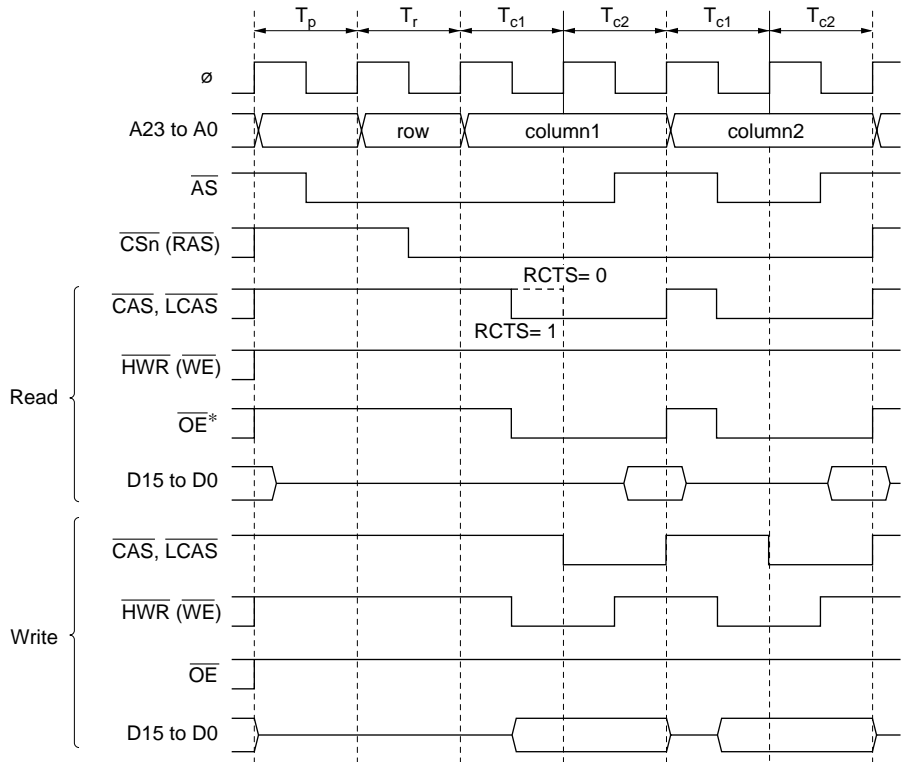 Tp Tr Tc1 Tc2 Tc1 Tc2
ø
A23 to A0 row column1 column2
AS
CSn (RAS)
RCTS= 0
CAS, LCAS
RCTS= 1
HWR (WE)
Read
OE*
D15 to D0
CAS, LCAS
HWR (WE)
Write
OE
D15 to D0